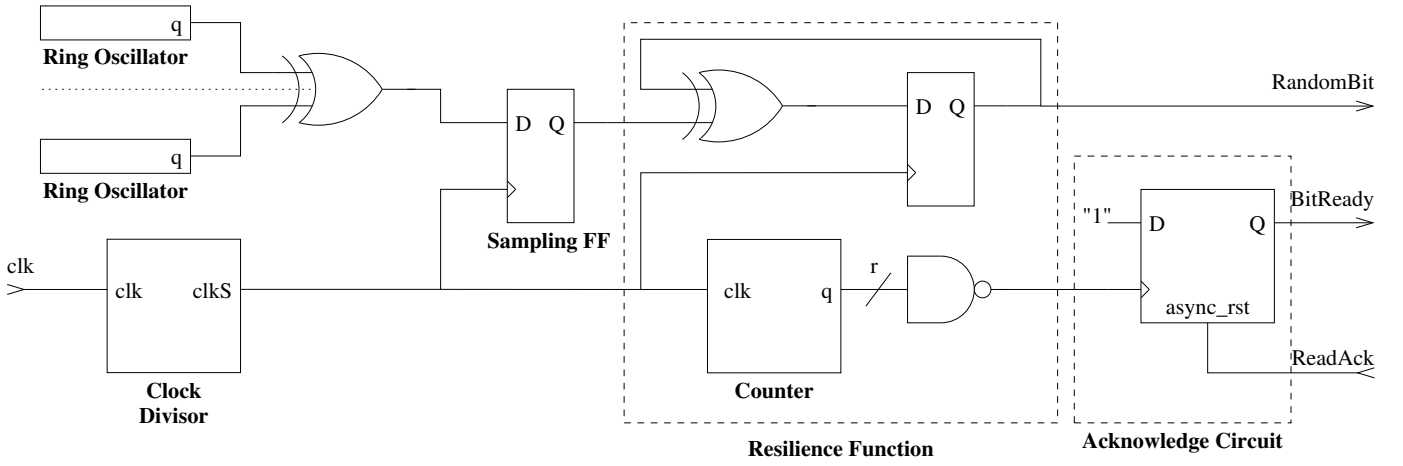 q
Ring Oscillator
RandomBit
D Q
D Q
q
Ring Oscillator
"1"
D Q
BitReady
Sampling FF
clk
clk clkS
clk q
r
async_rst
ReadAck
Clock
Divisor
Counter
Resilience Function
Acknowledge Circuit